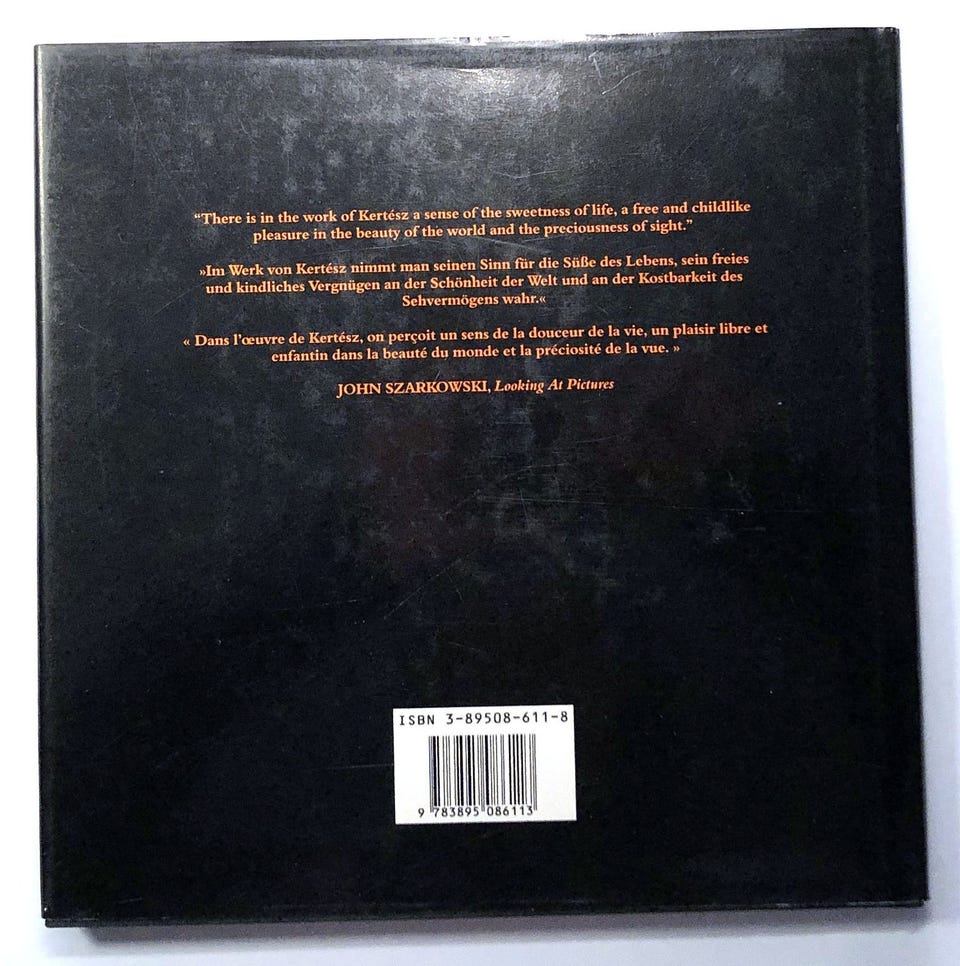 “There is in the work of Kertész a sense of the sweetness of life, a free and childlike
pleasure in the beauty of the world and the preciousness of sight.”
»Im Werk von Kertész nimmt man seinen Sinn für die Süße des Lebens, sein freies
und kindliches Vergnügen an der Schönheit der Welt und an der Kostbarkeit des
Sehvermögens wahr.«
« Dans l’œuvre de Kertész, on perçoit un sens de la douceur de la vie, un plaisir libre et
enfantin dans la beauté du monde et la préciosité de la vue. »
JOHN SZARKOWSKI, Looking At Pictures
ISBN 3-89508-611-8
9 783895 086113